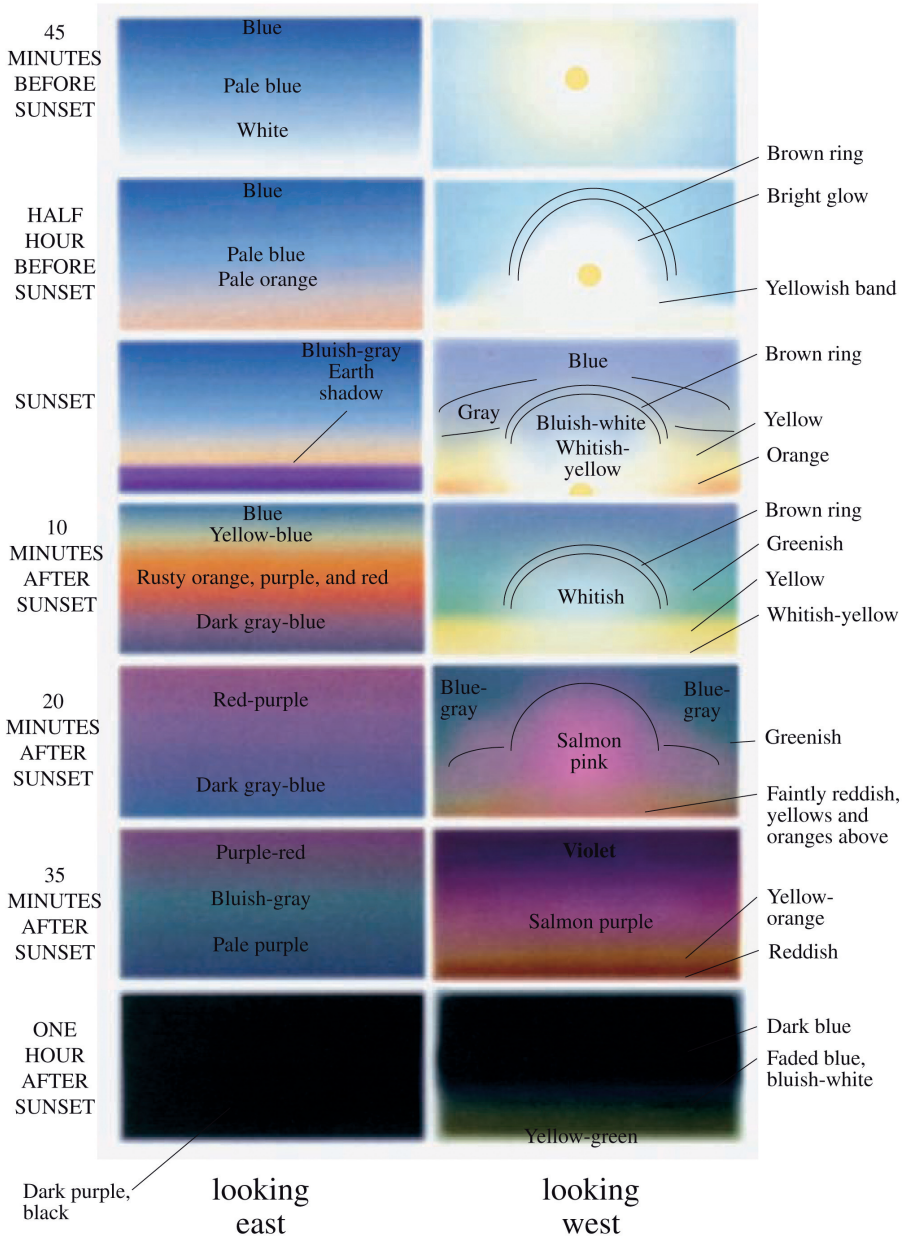 45
MINUTES
BEFORE
SUNSET
Blue
Pale blue
White
HALF
HOUR
BEFORE
SUNSET
Blue
Pale blue
Pale orange
Brown ring
Bright glow
Yellowish band
SUNSET
Bluish-gray
Earth
shadow
Blue
Gray
Bluish-white
Whitish-
yellow
Brown ring
Yellow
Orange
10
MINUTES
AFTER
SUNSET
Blue
Yellow-blue
Rusty orange, purple, and red
Dark gray-blue
Whitish
Brown ring
Greenish
Yellow
Whitish-yellow
20
MINUTES
AFTER
SUNSET
Red-purple
Dark gray-blue
Blue-
gray
Salmon
pink
Blue-
gray
Greenish
Faintly reddish,
yellows and
oranges above
35
MINUTES
AFTER
SUNSET
Purple-red
Bluish-gray
Pale purple
Violet
Salmon purple
Yellow-
orange
Reddish
ONE
HOUR
AFTER
SUNSET
Dark purple,
black
Dark blue
Faded blue,
bluish-white
Yellow-green
looking
east
looking
west